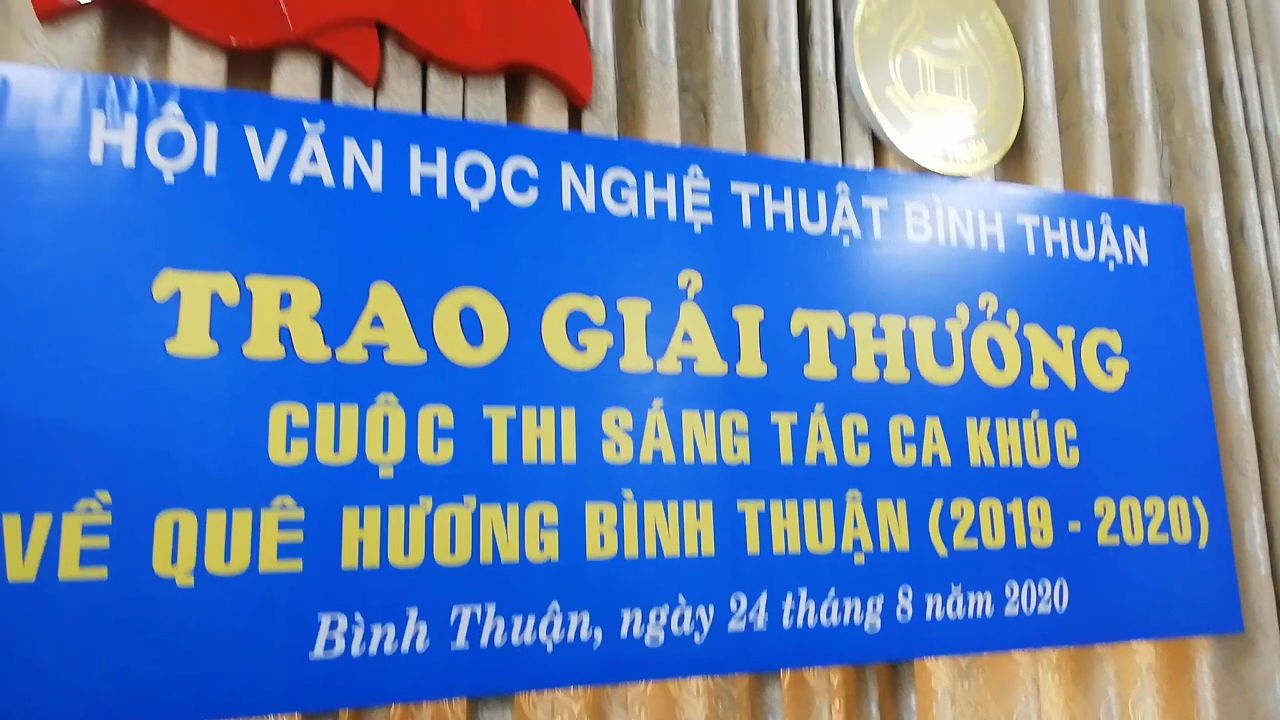 HỘI VĂN HỌC NGHỆ THUẬT BÌNH THUẬN
TRAO GIẢI THƯỞNG
CUỘC THI SÁNG TÁC CA KHÚC
VỀ QUÊ HƯƠNG BÌNH THUẬN (2019 - 2020)
Bình Thuận, ngày 24 tháng 8 năm 2020